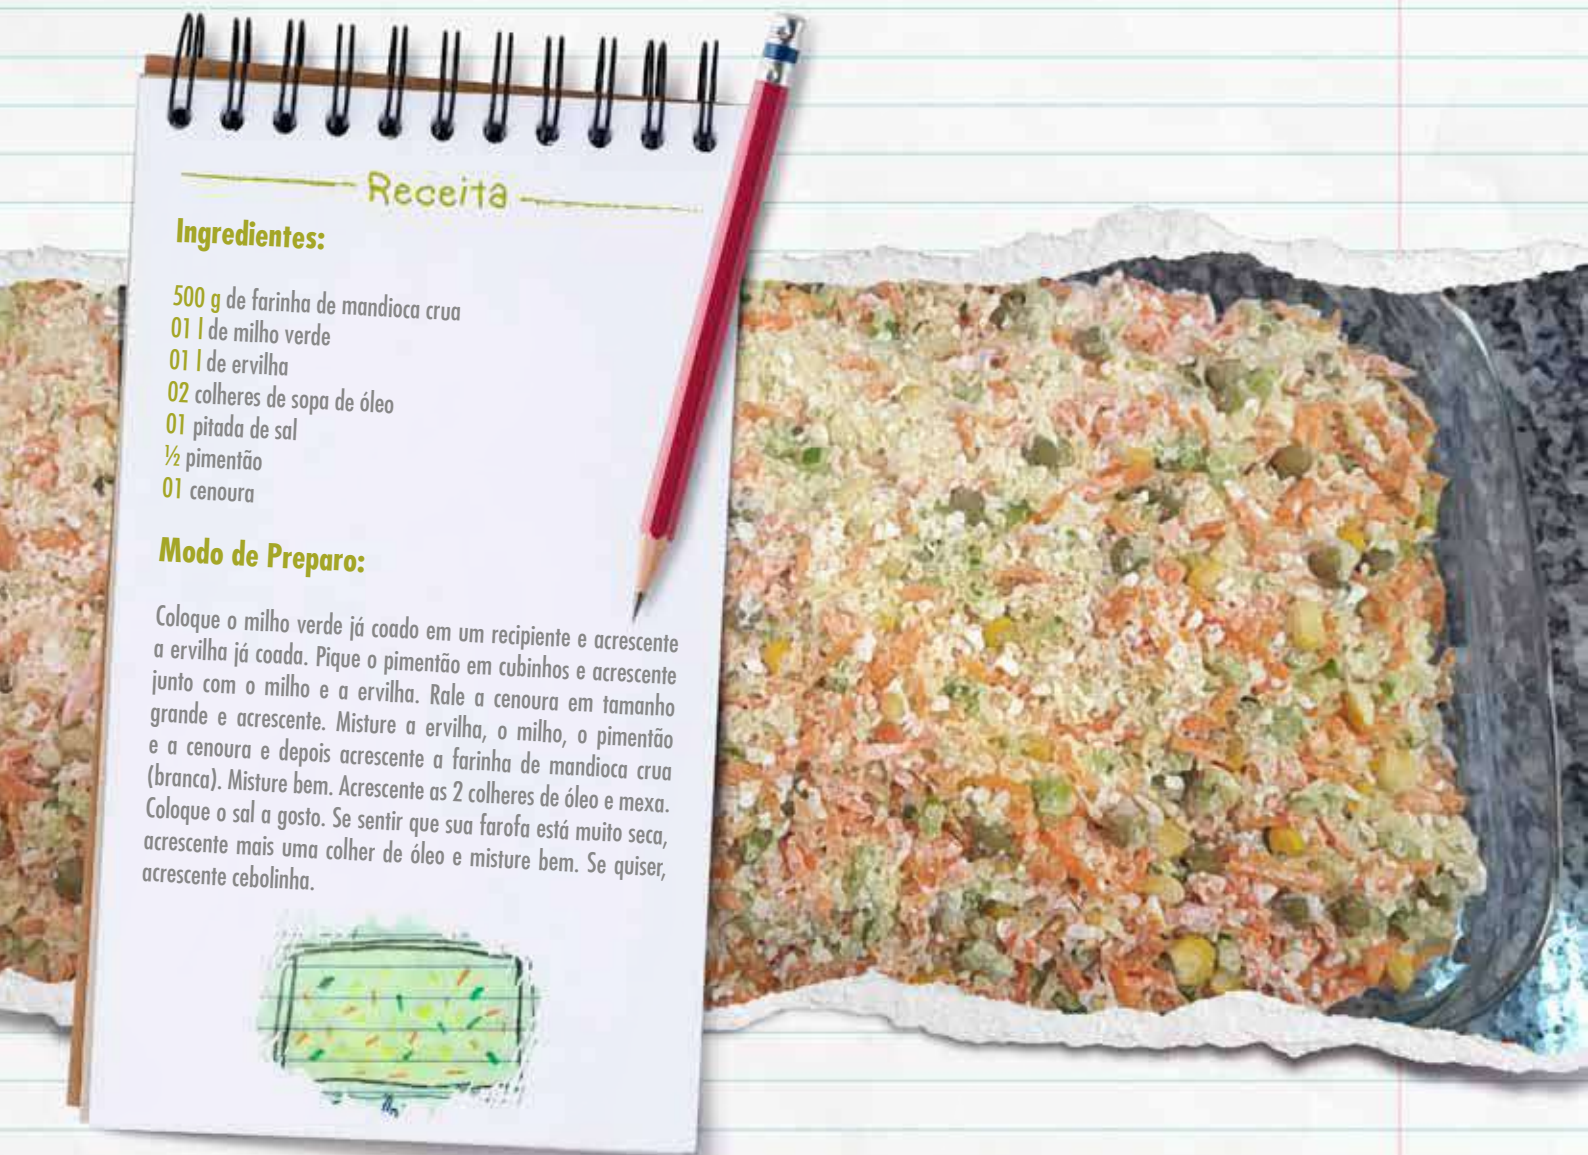 Receita
Ingredientes:
500 g de farinha de mandioca crua
01 l de milho verde
01 l de ervilha
02 colheres de sopa de óleo
01 pitada de sal
½ pimentão
01 cenoura
Modo de Preparo:
Coloque o milho verde já coado em um recipiente e acrescente
a ervilha já coada. Pique o pimentão em cubinhos e acrescente
junto com o milho e a ervilha. Rale a cenoura em tamanho
grande e acrescente. Misture a ervilha, o milho, o pimentão
e a cenoura e depois acrescente a farinha de mandioca crua
(branca). Misture bem. Acrescente as 2 colheres de óleo e mexa.
Coloque o sal a gosto. Se sentir que sua farofa está muito seca,
acrescente mais uma colher de óleo e misture bem. Se quiser,
acrescente cebolinha.